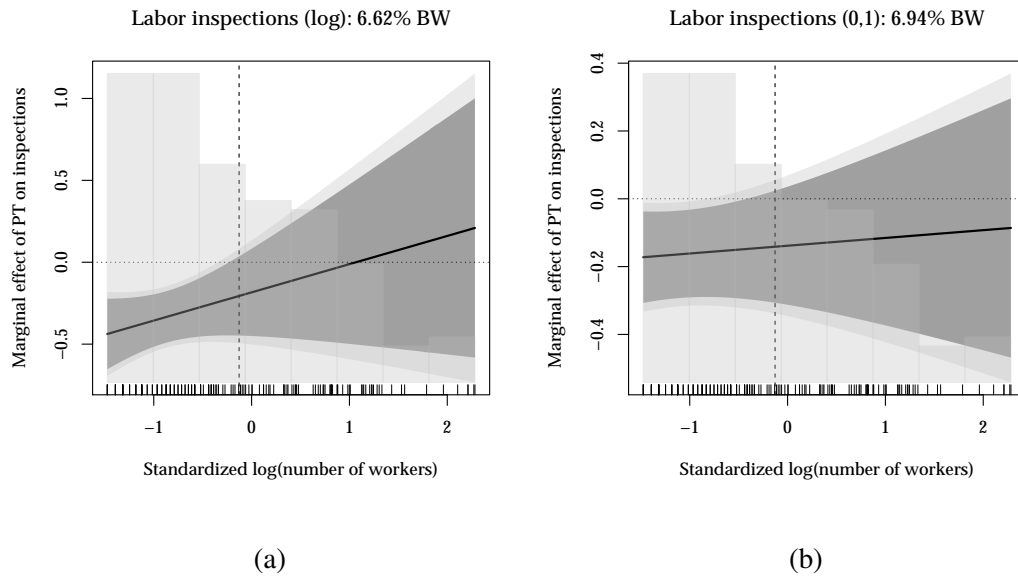 Labor inspections (log): 6.62% BW
Marginal effect of PT on inspections
1.0
0.5
0.0
−0.5
−1 0 1 2
Standardized log(number of workers)
(a)
Labor inspections (0,1): 6.94% BW
Marginal effect of PT on inspections
0.4
0.2
0.0
−0.2
−0.4
−1 0 1 2
Standardized log(number of workers)
(b)